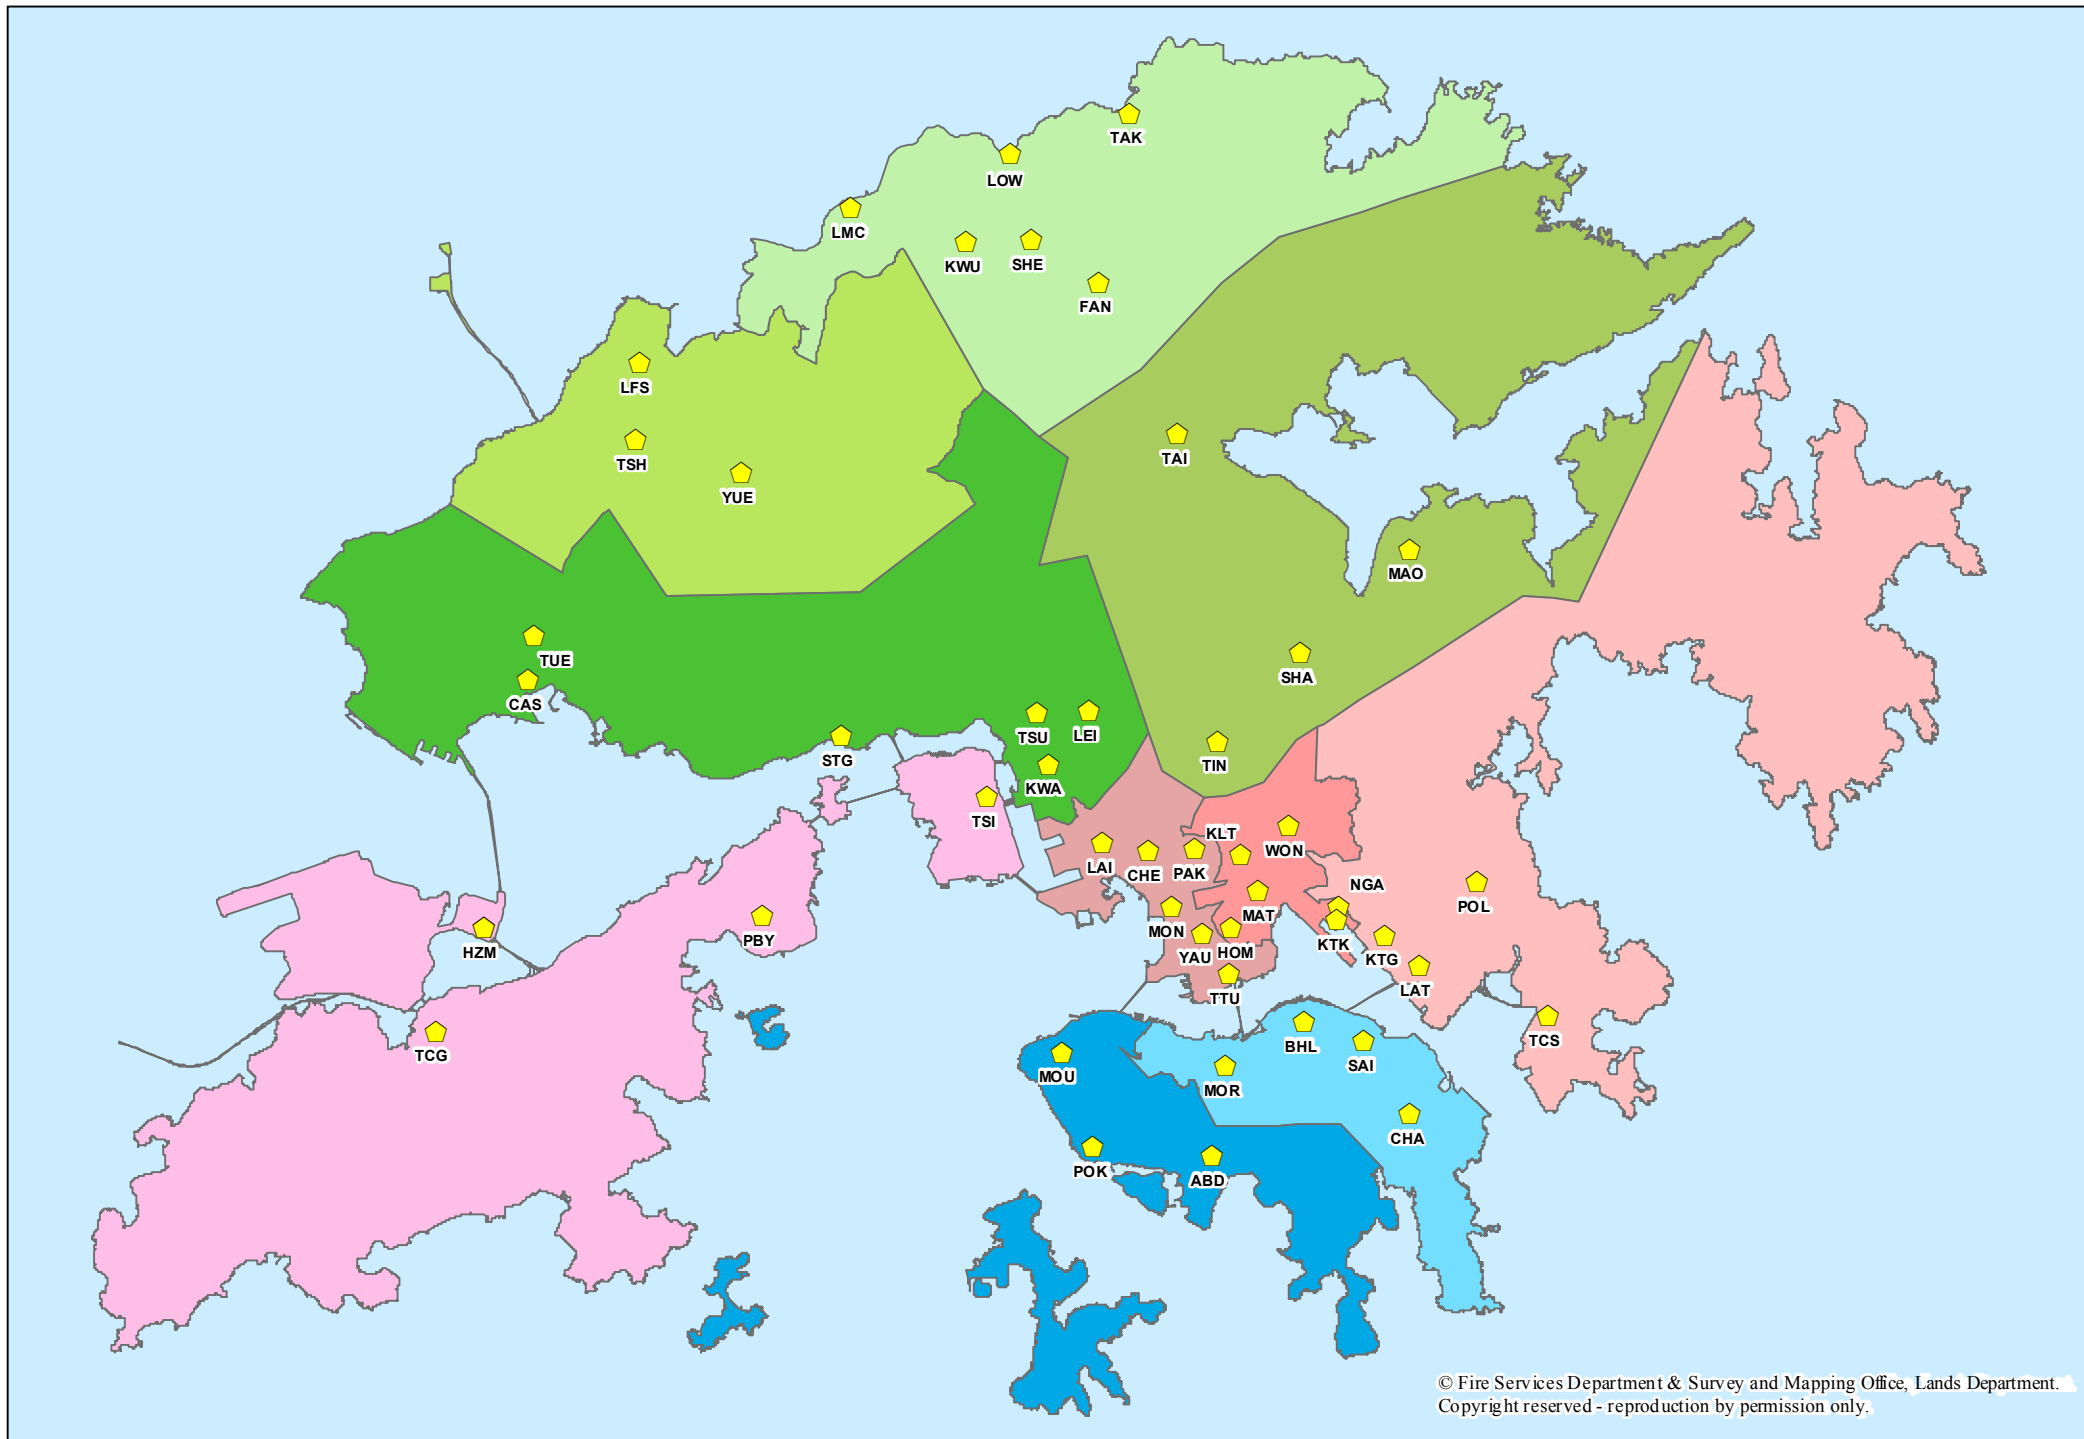 TAK
LOW
LMC
KWU
SHE
FAN
LFS
TSH
YUE
TAI
MAO
TUE
CAS
SHA
TSU
LEI
STG
TIN
KWA
TSI
KLT
WON
LAI
CHE
PAK
NGA
POL
MAT
PBY
MON
HOM
KTK
HZM
YAU
KTG
LAT
TTU
TCS
TCG
BHL
SAI
MOU
MOR
CHA
POK
ABD
© Fire Services Department & Survey and Mapping Office, Lands Department.
Copyright reserved - reproduction by permission only.